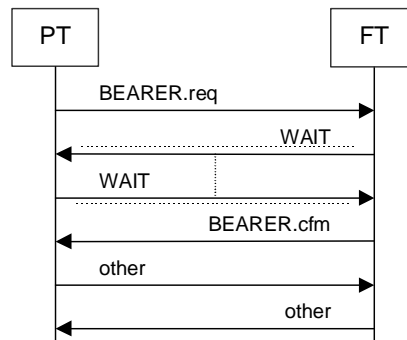 PT FT
BEARER.req
WAIT
WAIT
BEARER.cfm
other
other